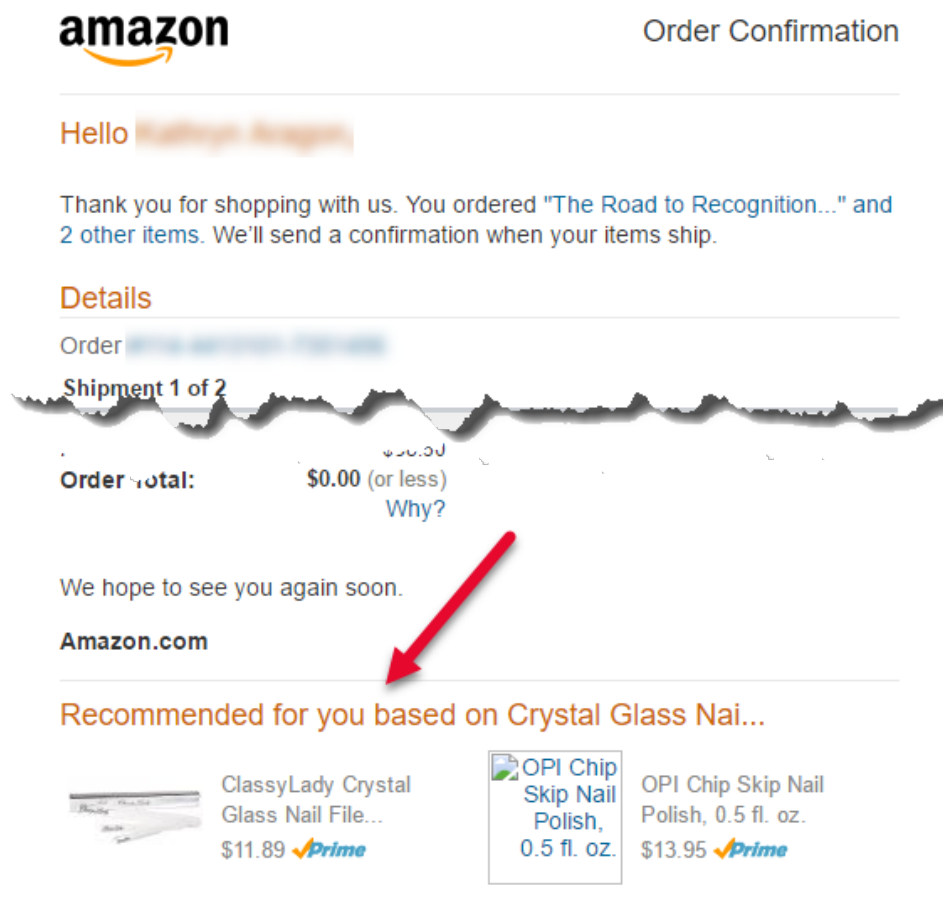 amazon
Order Confirmation
Hello
Thank you for shopping with us. You ordered "The Road to Recognition..." and
2 other items. We'll send a confirmation when your items ship.
Details
Order
Shipment 1 of 2
Order Total:
$0.00 (or less)
Why?
We hope to see you again soon.
Amazon.com
Recommended for you based on Crystal Glass Nai...
ClassyLady Crystal
Glass Nail File...
$11.89 Prime
OPI Chip
Skip Nail
Polish,
0.5 fl. oz.
OPI Chip Skip Nail
Polish, 0.5 fl. oz.
$13.95 Prime